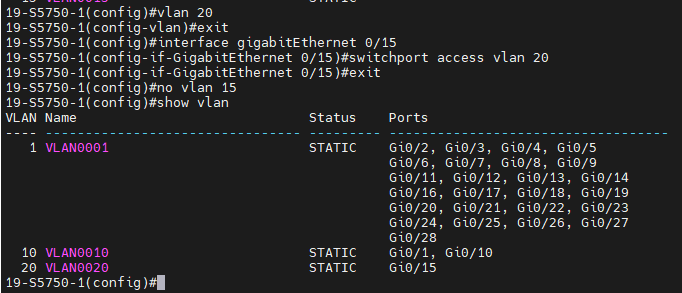 19-S5750-1(config)#vlan 20
19-S5750-1(config-vlan)#exit
19-S5750-1(config)#interface gigabitEthernet 0/15
19-S5750-1(config-if-GigabitEthernet 0/15)#switchport access vlan 20
19-S5750-1(config-if-GigabitEthernet 0/15)#exit
19-S5750-1(config)#no vlan 15
19-S5750-1(config)#show vlan
VLAN Name Status Ports
---- -------------------------------- --------- -----------------------------------
1 VLAN0001 STATIC Gi0/2, Gi0/3, Gi0/4, Gi0/5
Gi0/6, Gi0/7, Gi0/8, Gi0/9
Gi0/11, Gi0/12, Gi0/13, Gi0/14
Gi0/16, Gi0/17, Gi0/18, Gi0/19
Gi0/20, Gi0/21, Gi0/22, Gi0/23
Gi0/24, Gi0/25, Gi0/26, Gi0/27
Gi0/28
10 VLAN0010 STATIC Gi0/1, Gi0/10
20 VLAN0020 STATIC Gi0/15
19-S5750-1(config)#